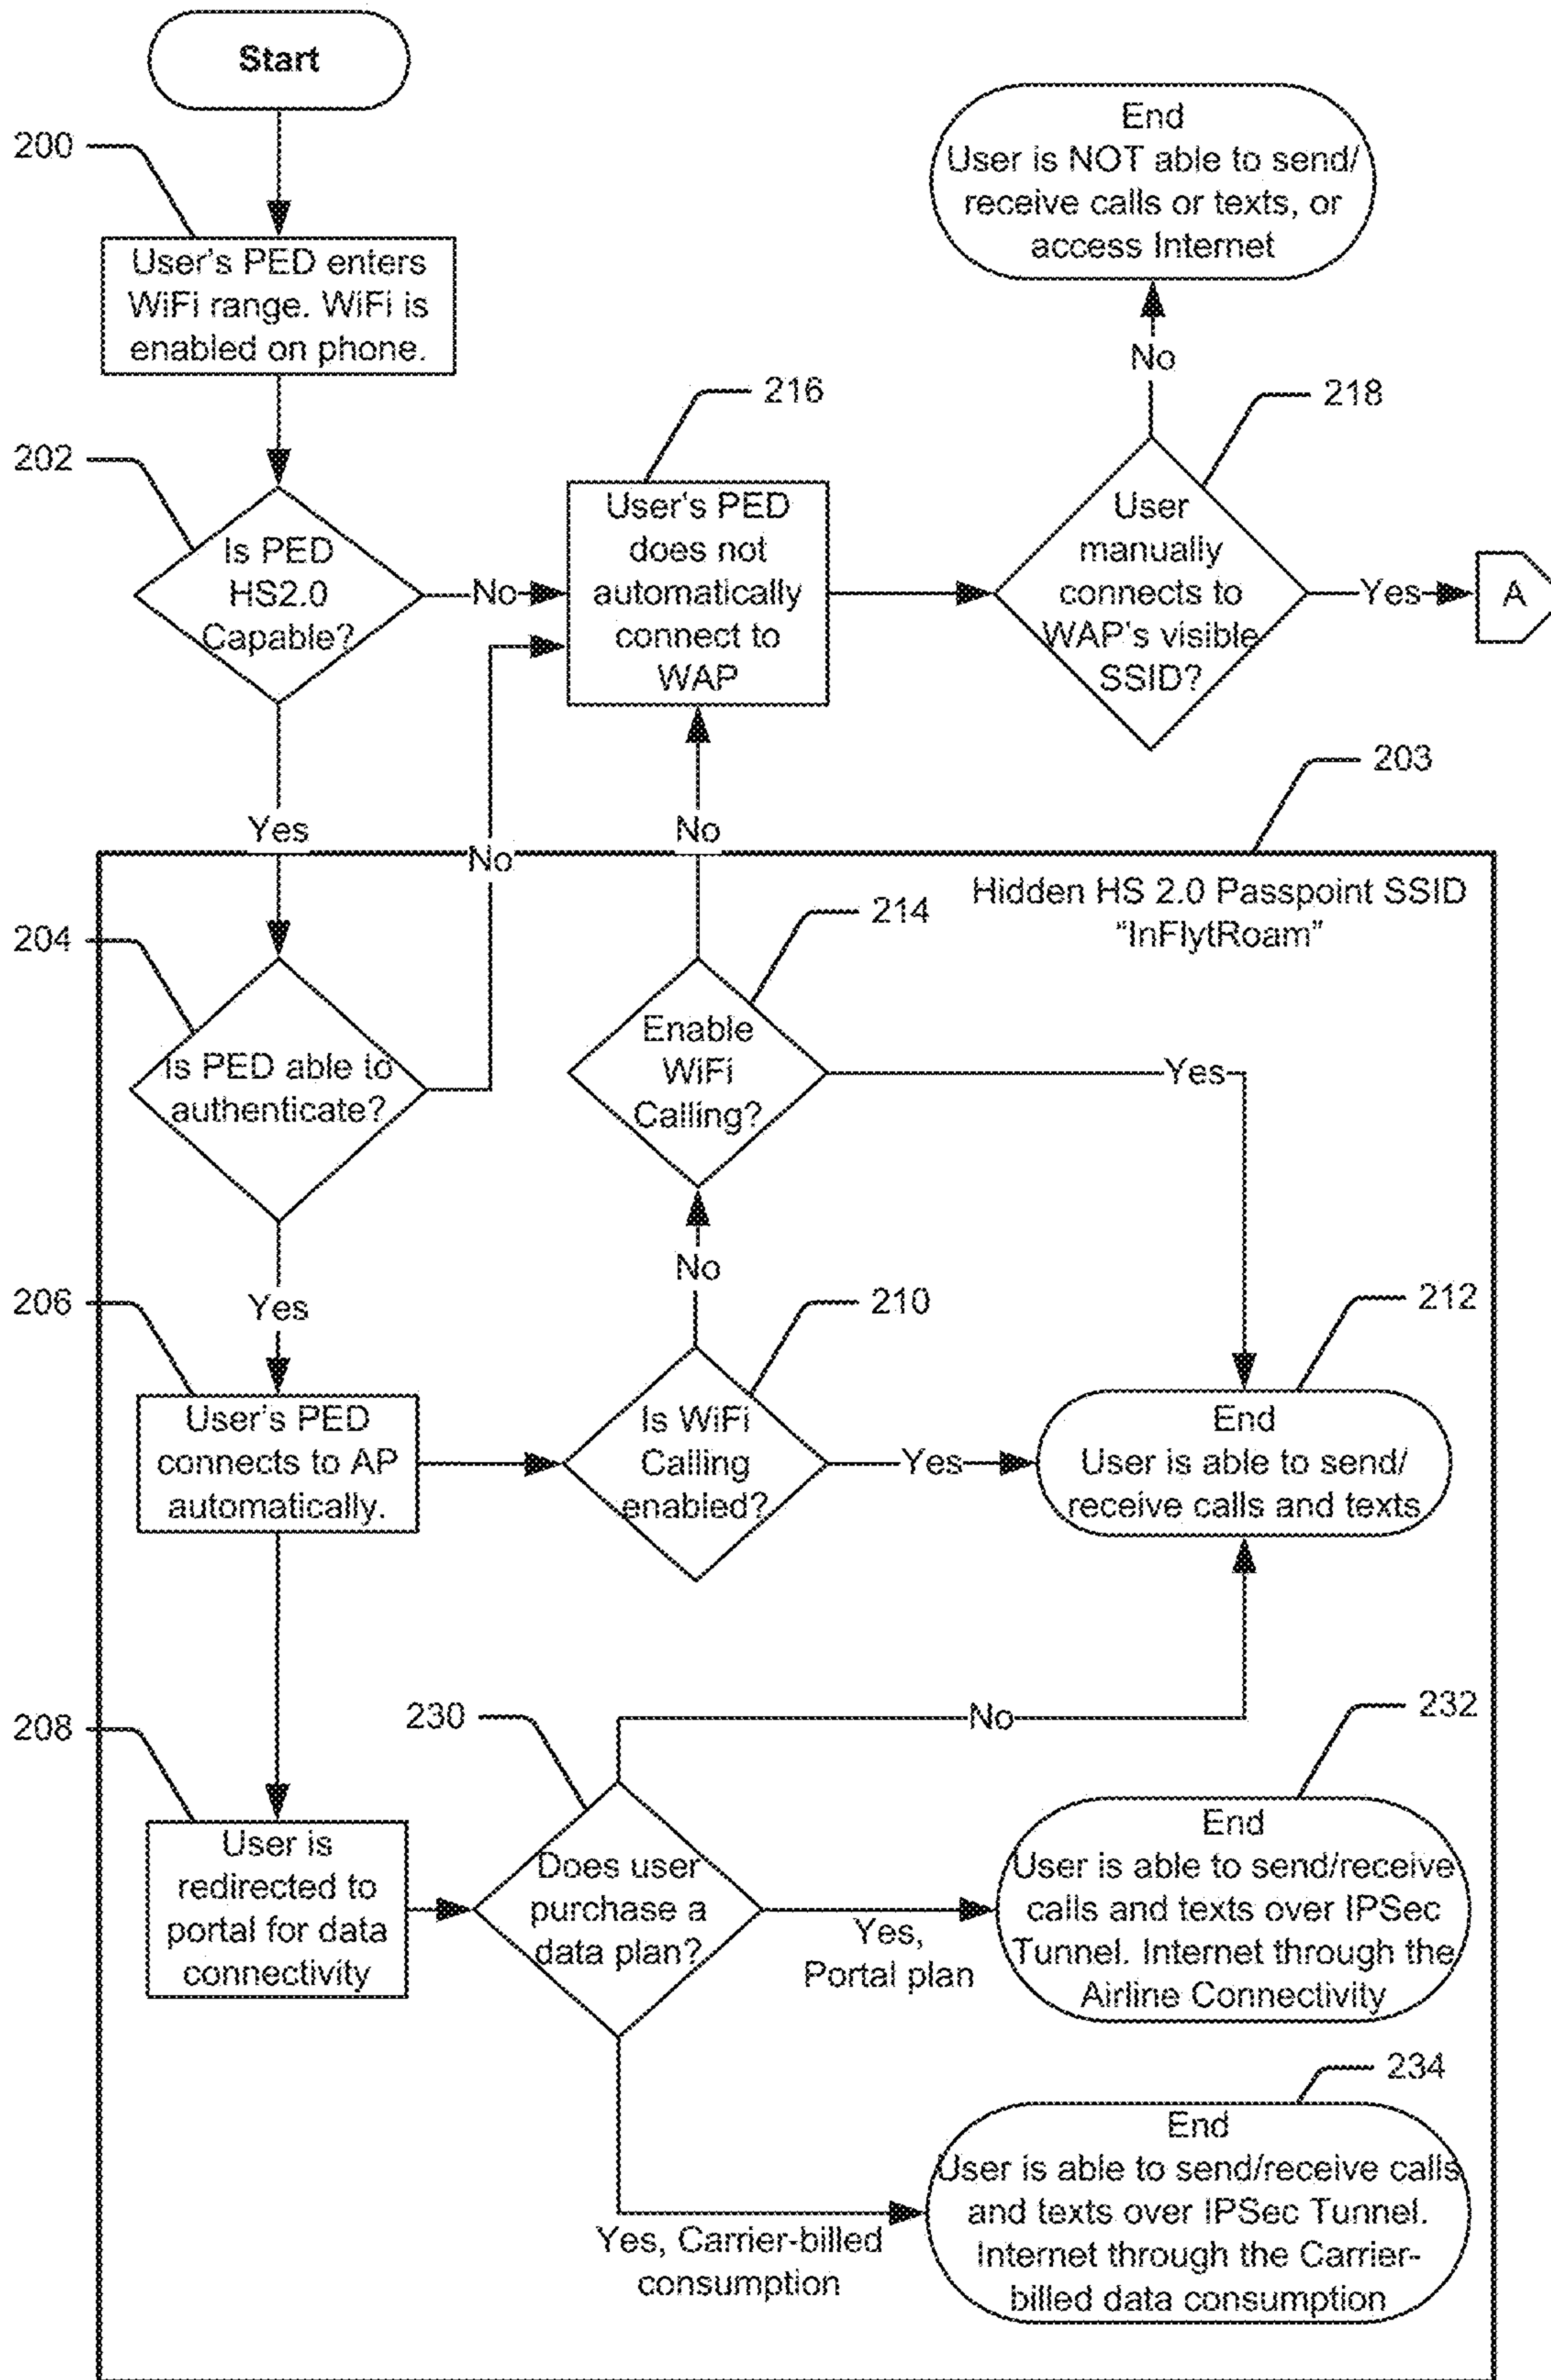 Start
200
User's PED enters
WiFi range. WiFi is
enabled on phone.
End
User is NOT able to send/
receive calls or texts, or
access Internet
No
202
Is PED
HS2.0
Capable?
No
216
User's PED
does not
automatically
connect to
WAP
218
User
manually
connects to
WAP's visible
SSID?
Yes
A
Yes
No
No
203
Hidden HS 2.0 Passpoint SSID
"InFlytRoam"
204
Is PED able to
authenticate?
214
Enable
WiFi
Calling?
Yes
Yes
No
206
User's PED
connects to AP
automatically.
210
Is WiFi
Calling
enabled?
Yes
212
End
User is able to send/
receive calls and texts
208
User is
redirected to
portal for data
connectivity
230
Does user
purchase a
data plan?
No
Yes,
Portal plan
232
End
User is able to send/receive
calls and texts over IPSec
Tunnel. Internet through the
Airline Connectivity
Yes, Carrier-billed
consumption
234
End
User is able to send/receive calls
and texts over IPSec Tunnel.
Internet through the Carrier-
billed data consumption